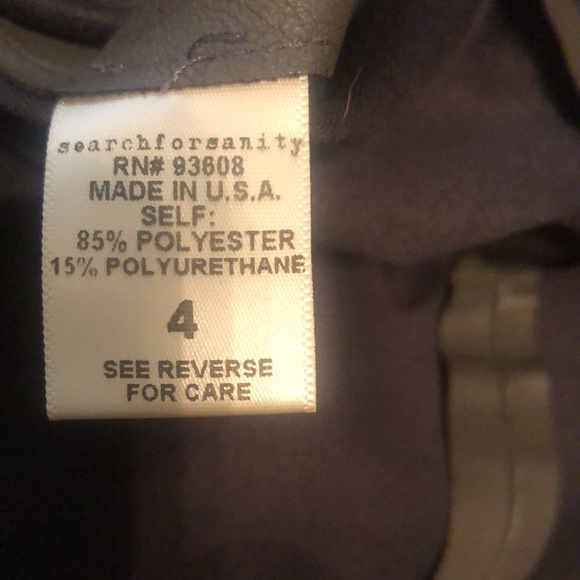 searchforsanity
RN# 93608
MADE IN U.S.A.
SELF:
85% POLYESTER
15% POLYURETHANE
4
SEE REVERSE
FOR CARE